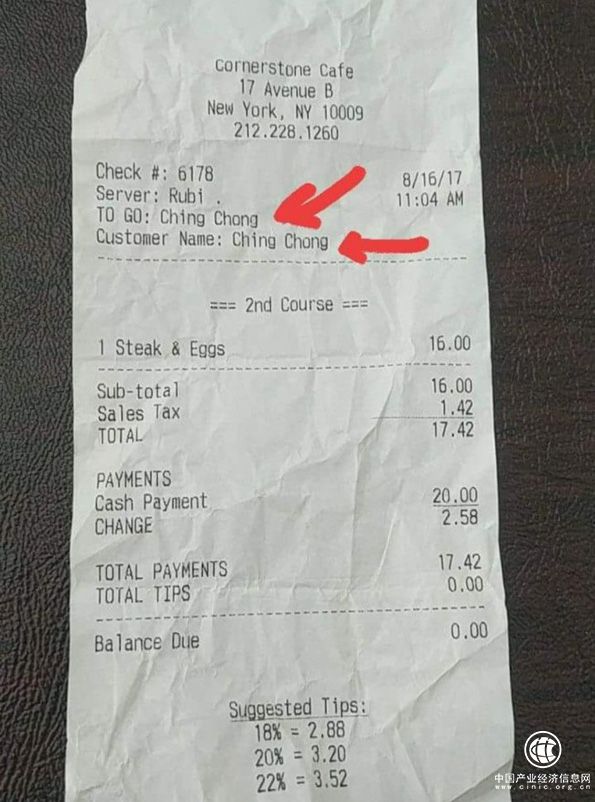 Cornerstone Cafe
17 Avenue B
New York, NY 10009
212.228.1260
Check #: 6178 8/16/17
Server: Rubi . 11:04 AM
TO GO: Ching Chong
Customer Name: Ching Chong
=== 2nd Course ===
1 Steak & Eggs 16.00
Sub-total 16.00
Sales Tax 1.42
TOTAL 17.42
PAYMENTS
Cash Payment 20.00
CHANGE 2.58
TOTAL PAYMENTS 17.42
TOTAL TIPS 0.00
Balance Due 0.00
Suggested Tips:
18% = 2.88
20% = 3.20
22% = 3.52
CINIC
中国产业经济信息网
www.cinic.org.cn